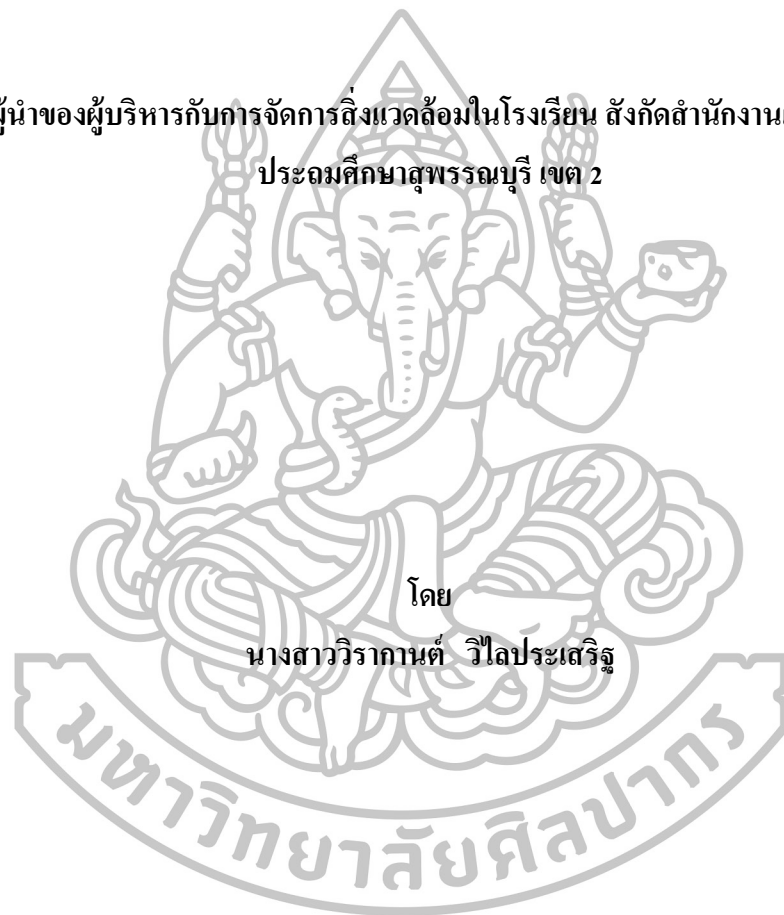 ผู้นำของผู้บริหารกับการจัดการสิ่งแวดล้อมในโรงเรียน สังกัดสำนักงาน
ประถมศึกษาสุพรรณบุรี เขต 2
โดย
นางสาววิรากานต์ วิไลประเสริฐ
มหาวิทยาลัยศิลปากร